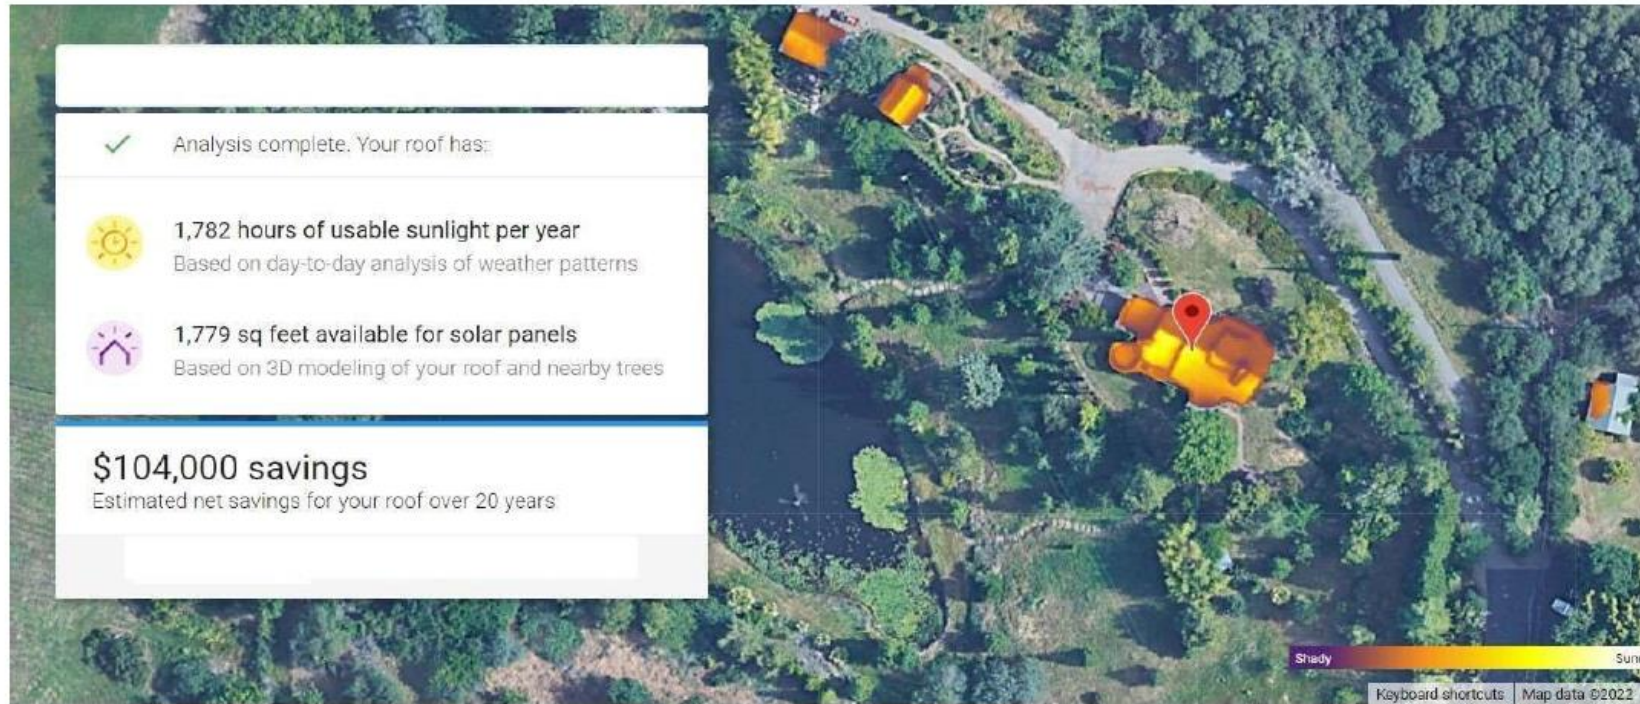 Analysis complete. Your roof has:
1,782 hours of usable sunlight per year
Based on day-to-day analysis of weather patterns
1,779 sq feet available for solar panels
Based on 3D modeling of your roof and nearby trees
$104,000 savings
Estimated net savings for your roof over 20 years
Shady
Keyboard shortcuts Map data ©2022